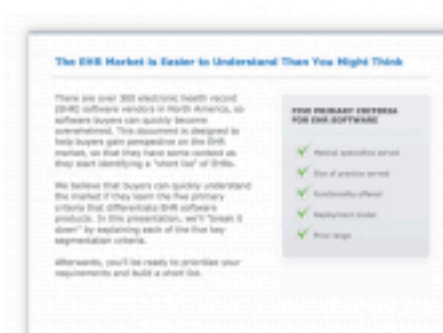 The EHR Market is Easier to Understand Than You Might Think
There are over 300 electronic health record
(EHR) software vendors in North America, so
software buyers can quickly become
overwhelmed. This document is designed to
help buyers gain perspective on the EHR
market, so that they have some context as
they start identifying a "short list" of EHRs.
We believe that buyers can quickly understand
the market if they learn the five primary
criteria that differentiate EHR software
products. In this presentation, we'll "break it
down" by explaining each of the five key
segmentation criteria.
Afterwards, you'll be ready to prioritize your
requirements and build a short list.
FIVE PRIMARY CRITERIA
FOR EHR SOFTWARE
Medical specialties served
Size of practice served
Functionality offered
Deployment model
Price range